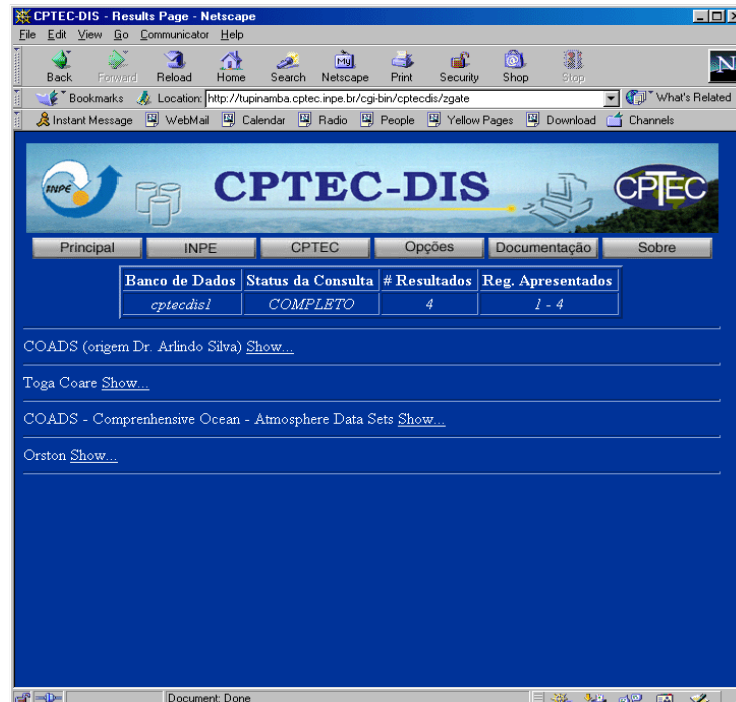 CPTEC-DIS - Results Page - Netscape
File Edit View Go Communicator Help
My
Back Forward Reload Home Search Netscape Print Security Shop Stop
N
Bookmarks Location: http://tupinamba.cptec.inpe.br/cgi-bin/cptecdis/zgate What's Related
Instant Message WebMail Calendar Radio People Yellow Pages Download Channels
INPE CPTEC-DIS CPTEC
Principal INPE CPTEC Opções Documentação Sobre
Banco de Dados Status da Consulta # Resultados Reg. Apresentados
cptecdis1 COMPLETO 4 1 - 4
COADS (origem Dr. Arlindo Silva) Show...
Toga Coare Show...
COADS - Comprenhensive Ocean - Atmosphere Data Sets Show...
Orston Show...
Document: Done